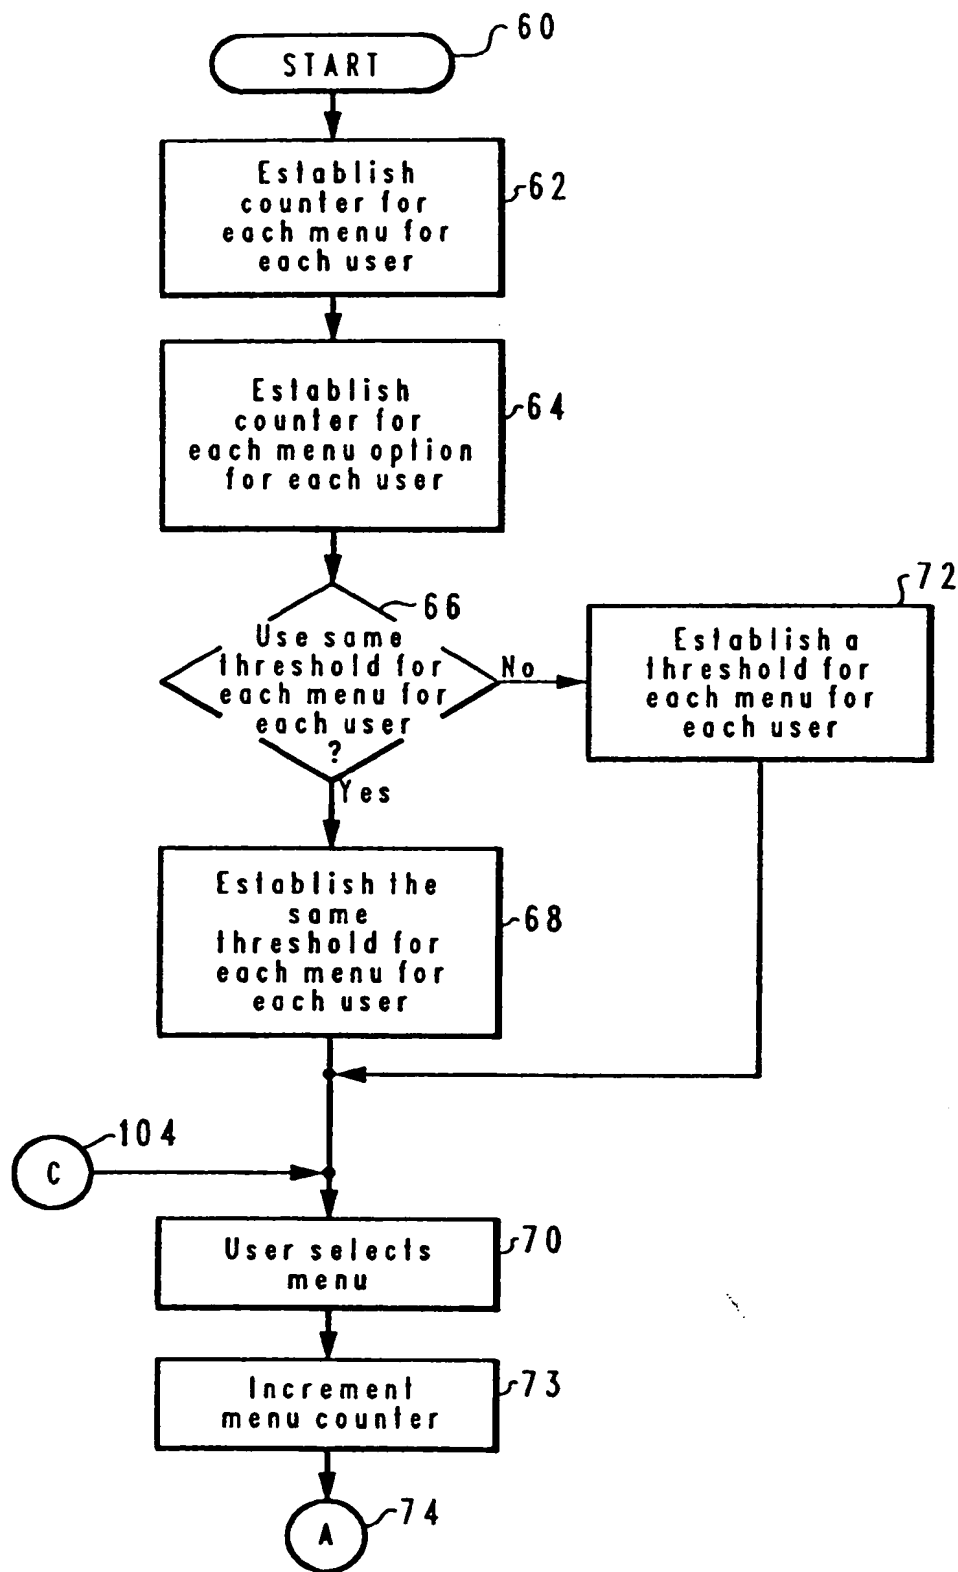 60
START
Establish
counter for
each menu for
each user
62
Establish
counter for
each menu option
for each user
64
66
Use same
threshold for
each menu for
each user
?
No
Yes
72
Establish a
threshold for
each menu for
each user
Establish the
same
threshold for
each menu for
each user
68
104
C
User selects
menu
70
Increment
menu counter
73
A
74